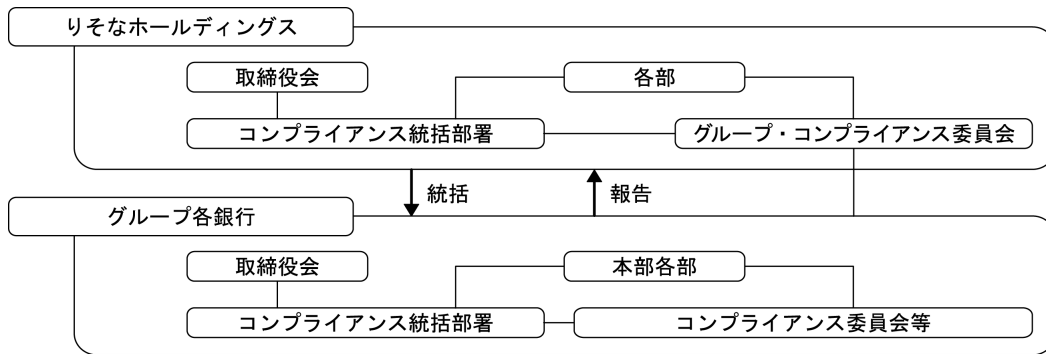 りそなホールディングス
取締役会
各部
コンプライアンス統括部署
グループ・コンプライアンス委員会
統括
報告
グループ各銀行
取締役会
本部各部
コンプライアンス統括部署
コンプライアンス委員会等